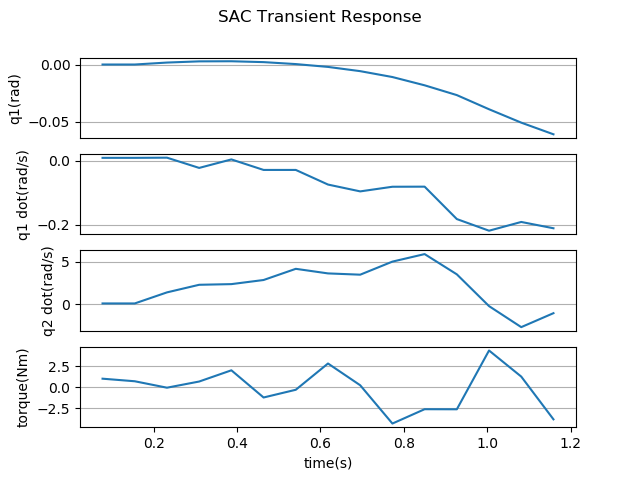 SAC Transient Response
0.00
−0.05
q1(rad)
0.0
−0.2
q1 dot(rad/s)
5
0
q2 dot(rad/s)
2.5
0.0
−2.5
torque(Nm)
0.2 0.4 0.6 0.8 1.0 1.2
time(s)